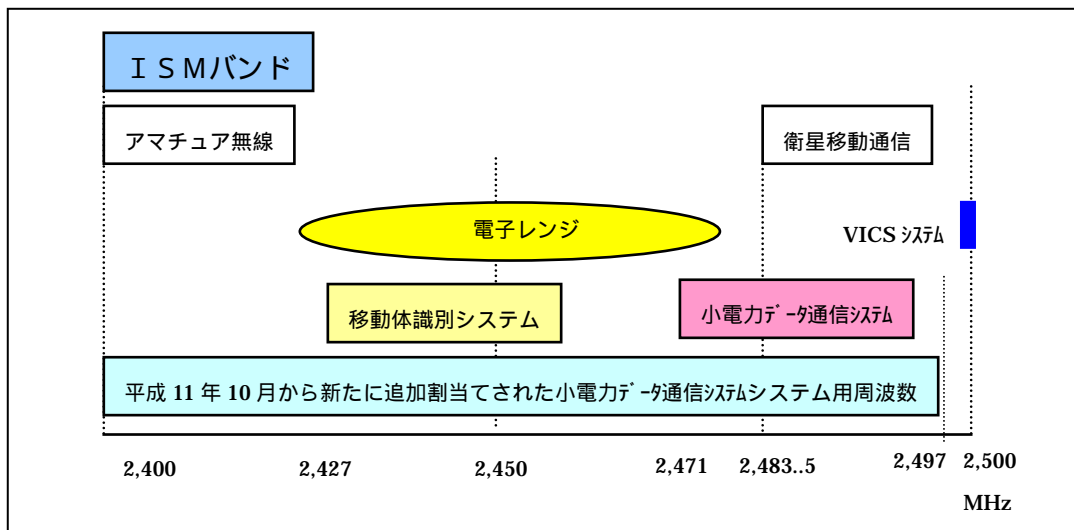 ＩＳＭバンド
アマチュア無線
衛星移動通信
電子レンジ
VICS ｼｽﾃﾑ
移動体識別システム
小電力ﾃﾞｰﾀ通信ｼｽﾃﾑ
平成 11 年 10 月から新たに追加割当てされた小電力ﾃﾞｰﾀ通信ｼｽﾃﾑシステム用周波数
2,400 2,427 2,450 2,471 2,483..5 2,497 2,500
MHz